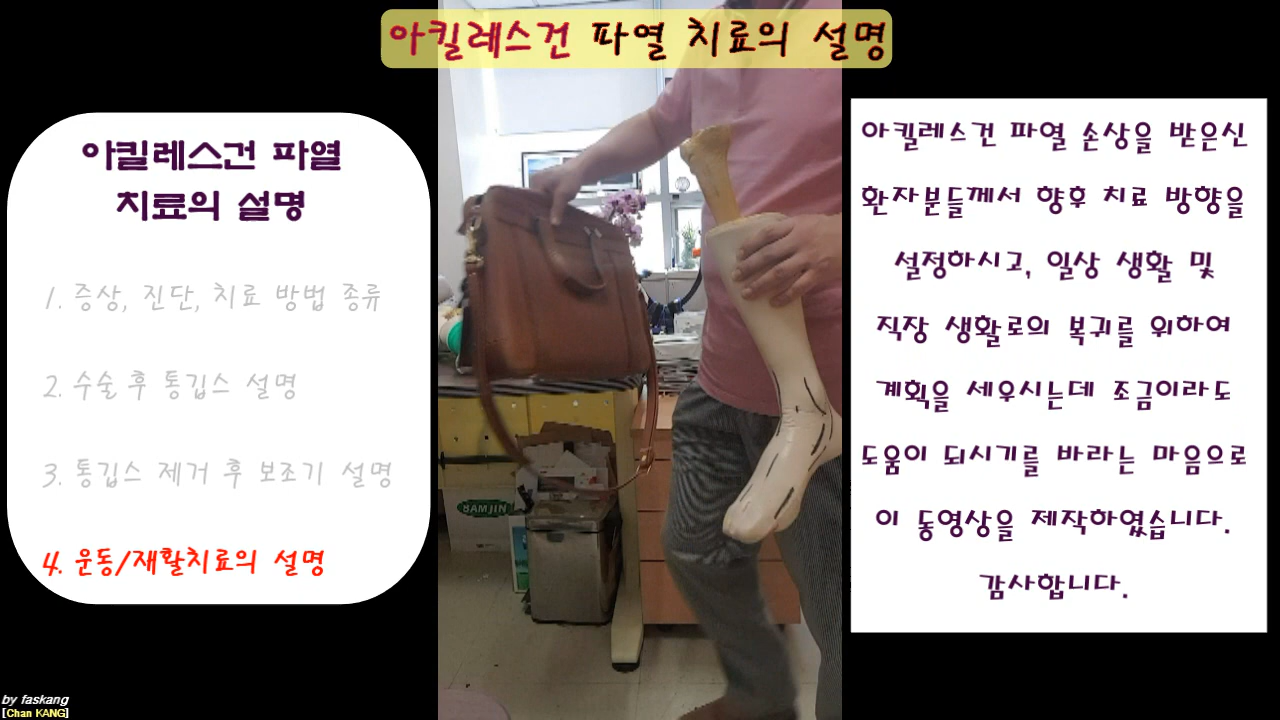 아킬레스건 파열 치료의 설명
아킬레스건 파열
치료의 설명
1. 증상, 진단, 치료 방법 종류
2. 수술 후 통깁스 설명
3. 통깁스 제거 후 보조기 설명
4. 운동/재활치료의 설명
아킬레스건 파열 손상을 받은신
환자분들께서 향후 치료 방향을
설정하시고, 일상 생활 및
직장 생활로의 복귀를 위하여
계획을 세우시는데 조금이라도
도움이 되시기를 바라는 마음으로
이 동영상을 제작하였습니다.
감사합니다.
BAMJIN
by faskang
[Chan KANG]